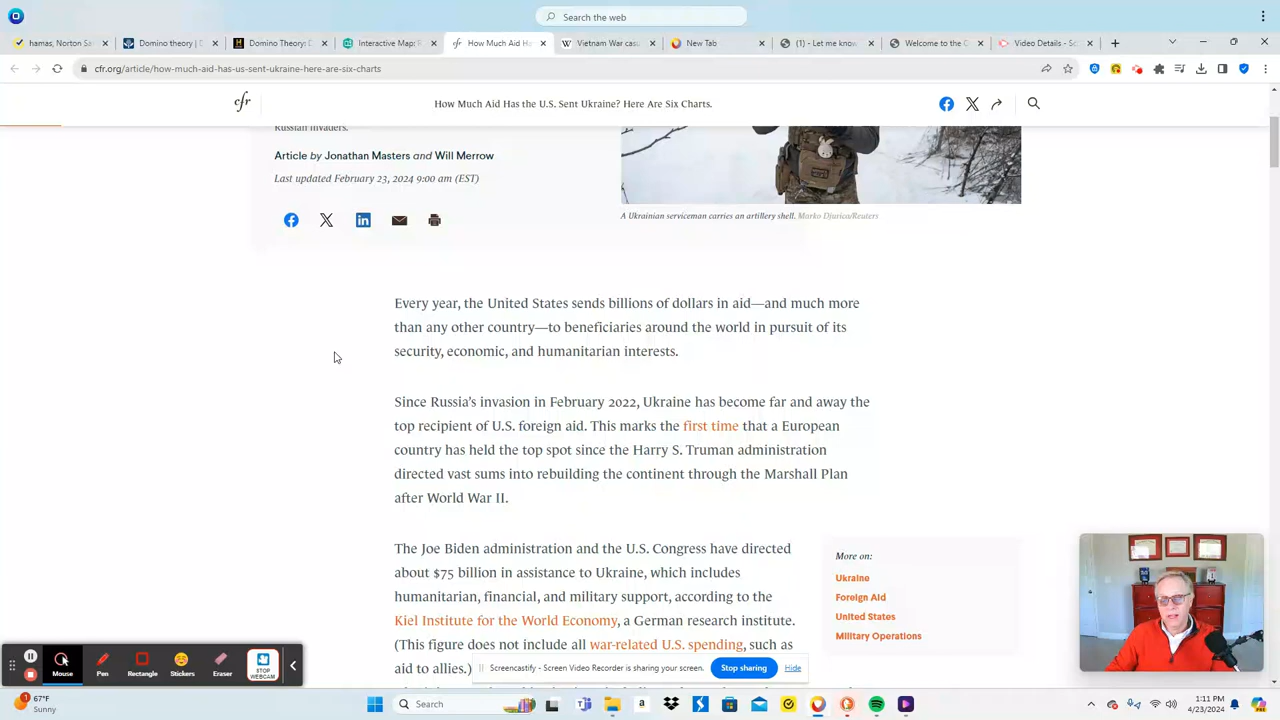 Search the web
hamas, Norton Sa
Domino theory | D
Domino Theory: D
Interactive Map: R
How Much Aid Ha
Vietnam War casu
New Tab
(1) - Let me know
Welcome to the C
Video Details - Sc
cfr.org/article/how-much-aid-has-us-sent-ukraine-here-are-six-charts
cfr
How Much Aid Has the U.S. Sent Ukraine? Here Are Six Charts.
Russian invaders.
Article by Jonathan Masters and Will Merrow
Last updated February 23, 2024 9:00 am (EST)
A Ukrainian serviceman carries an artillery shell. Marko Djurica/Reuters
Every year, the United States sends billions of dollars in aid—and much more
than any other country—to beneficiaries around the world in pursuit of its
security, economic, and humanitarian interests.
Since Russia's invasion in February 2022, Ukraine has become far and away the
top recipient of U.S. foreign aid. This marks the first time that a European
country has held the top spot since the Harry S. Truman administration
directed vast sums into rebuilding the continent through the Marshall Plan
after World War II.
The Joe Biden administration and the U.S. Congress have directed
about $75 billion in assistance to Ukraine, which includes
humanitarian, financial, and military support, according to the
Kiel Institute for the World Economy, a German research institute.
(This figure does not include all war-related U.S. spending, such as
aid to allies.)
More on:
Ukraine
Foreign Aid
United States
Military Operations
Mouse
Pen
Rectangle
Stickers
Eraser
STOP WEBCAM
Screencastify - Screen Video Recorder is sharing your screen.
Stop sharing
Hide
67°F
Sunny
Search
1:11 PM
4/23/2024